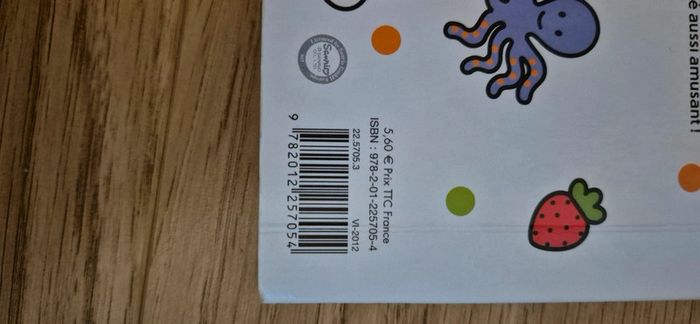 é aussi amusant !
Sanrio
5,60 € Prix TTC France
ISBN : 978-2-01-225705-4
22.5705.3
VI-2012
9 782012 257054